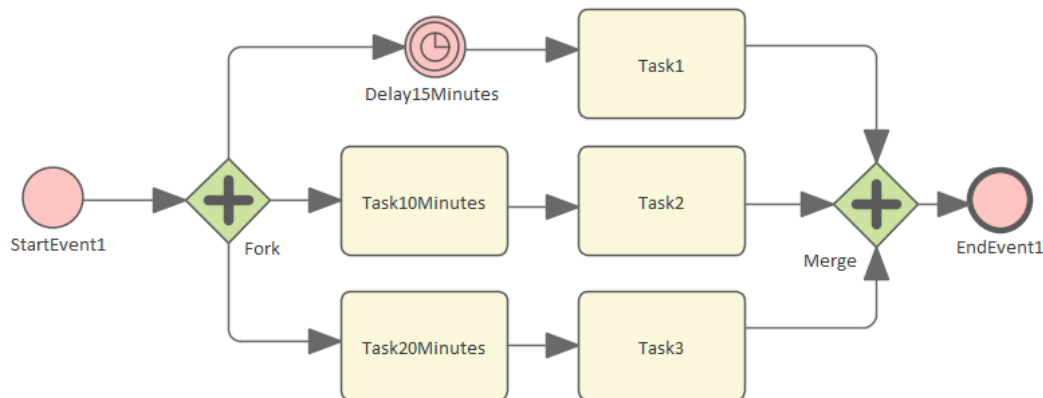 Task1
Delay15Minutes
Task10Minutes
Task2
StartEvent1
Fork
Merge
EndEvent1
Task20Minutes
Task3